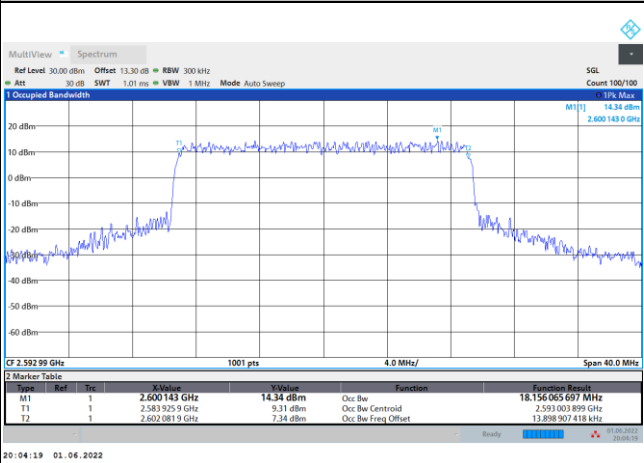 MultiView Spectrum
Ref Level 30.00 dBm Offset 13.30 dB RBW 300 kHz SGL
Att 30 dB SWT 1.01 ms VBW 1 MHz Mode Auto Sweep Count 100/100
1 Occupied Bandwidth 1Pk Max
M1[1] 14.34 dBm
2.600 143 0 GHz
20 dBm
M1
T1
T2
10 dBm
0 dBm
-10 dBm
-20 dBm
-30 dBm
-40 dBm
-50 dBm
-60 dBm
CF 2.592 99 GHz 1001 pts 4.0 MHz/ Span 40.0 MHz
2 Marker Table
Type Ref Trc X-Value Y-Value Function Function Result
M1 1 2.600 143 GHz 14.34 dBm Occ Bw 18.156 065 697 MHz
T1 1 2.583 925 9 GHz 9.31 dBm Occ Bw Centroid 2.593 003 899 GHz
T2 1 2.602 081 9 GHz 7.34 dBm Occ Bw Freq Offset 13.898 907 418 kHz
Ready 01.06.2022
20:04:19
20:04:19 01.06.2022